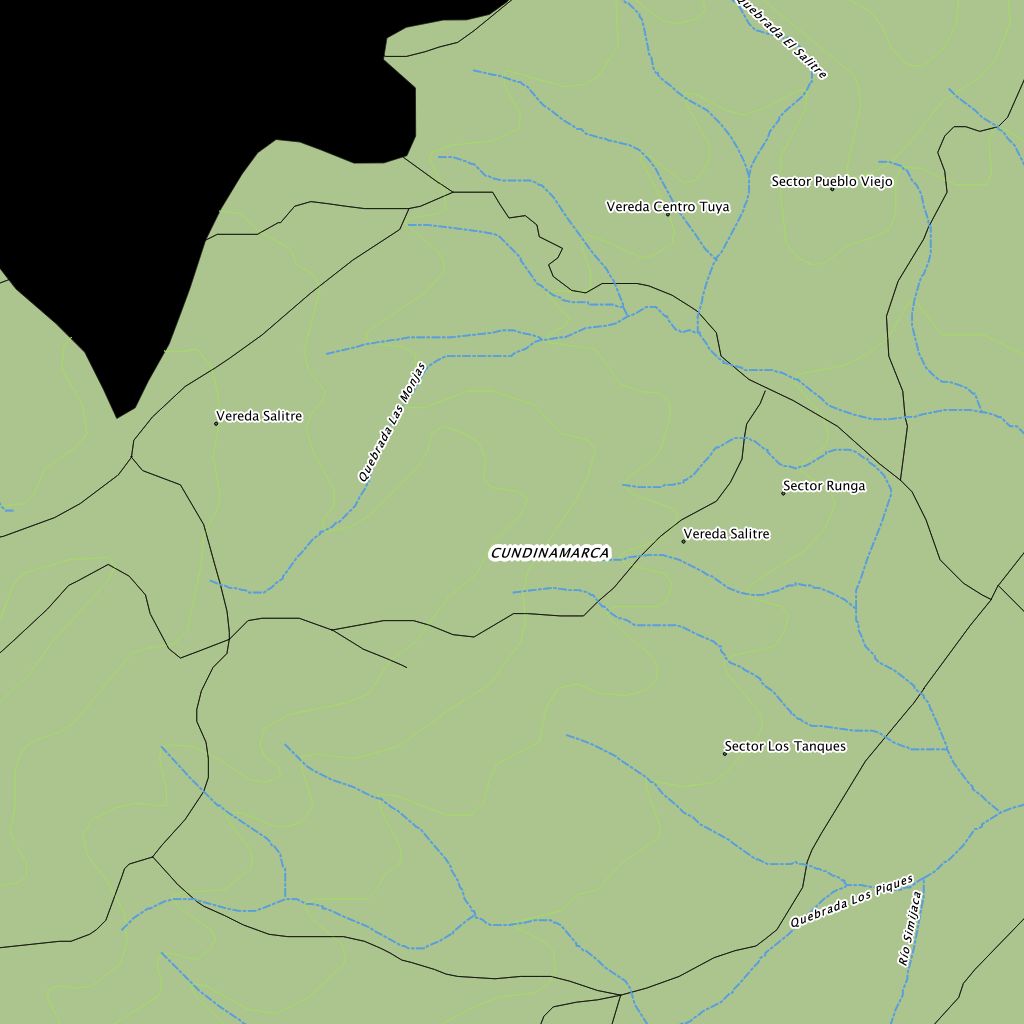 Quebrada El Salitre
Sector Pueblo Viejo
Vereda Centro Tuya
Quebrada Las Monjas
Vereda Salitre
Sector Runga
Vereda Salitre
CUNDINAMARCA
Sector Los Tanques
Quebrada Los Piques
Río Simijaca